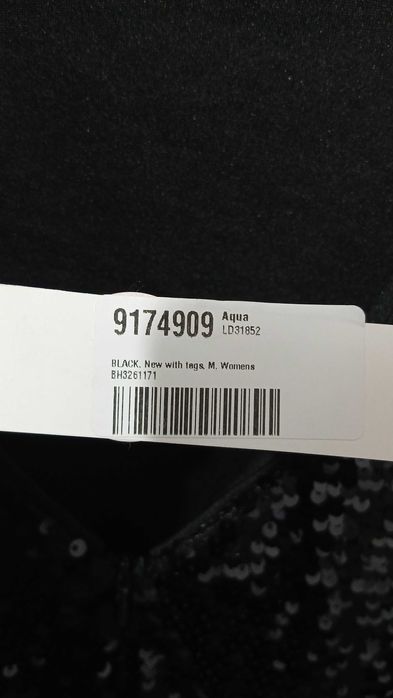 9174909 Aqua
LD31852
BLACK, New with tags, M, Womens
BH3261171